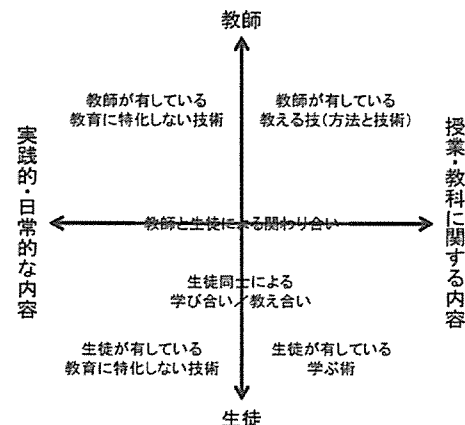 教師
教師が有している
教育に特化しない技術
教師が有している
教える技(方法と技術)
実践的・日常的な内容
授業・教科に関する内容
教師と生徒による関わり合い
生徒同士による
学び合い／教え合い
生徒が有している
教育に特化しない技術
生徒が有している
学ぶ術
生徒